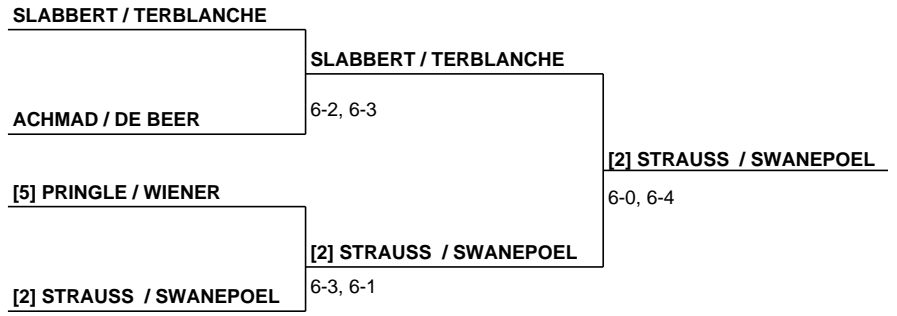 SLABBERT / TERBLANCHE
SLABBERT / TERBLANCHE
6-2, 6-3
ACHMAD / DE BEER
[2] STRAUSS / SWANEPOEL
6-0, 6-4
[5] PRINGLE / WIENER
[2] STRAUSS / SWANEPOEL
6-3, 6-1
[2] STRAUSS / SWANEPOEL